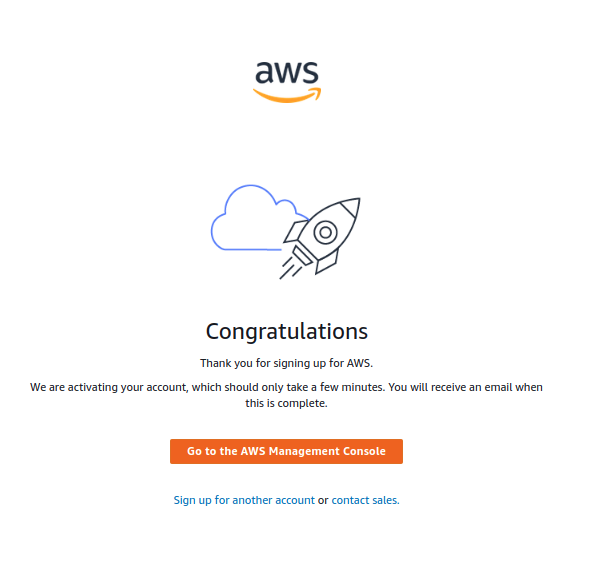 aws
Congratulations
Thank you for signing up for AWS.
We are activating your account, which should only take a few minutes. You will receive an email when
this is complete.
Go to the AWS Management Console
Sign up for another account or contact sales.